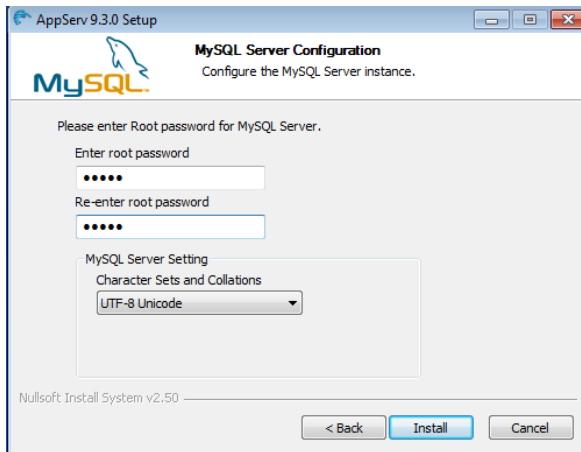 AppServ 9.3.0 Setup
MySQL
MySQL Server Configuration
Configure the MySQL Server instance.
Please enter Root password for MySQL Server.
Enter root password
•••••
Re-enter root password
•••••
MySQL Server Setting
Character Sets and Collations
UTF-8 Unicode
Nullsoft Install System v2.50
< Back Install Cancel